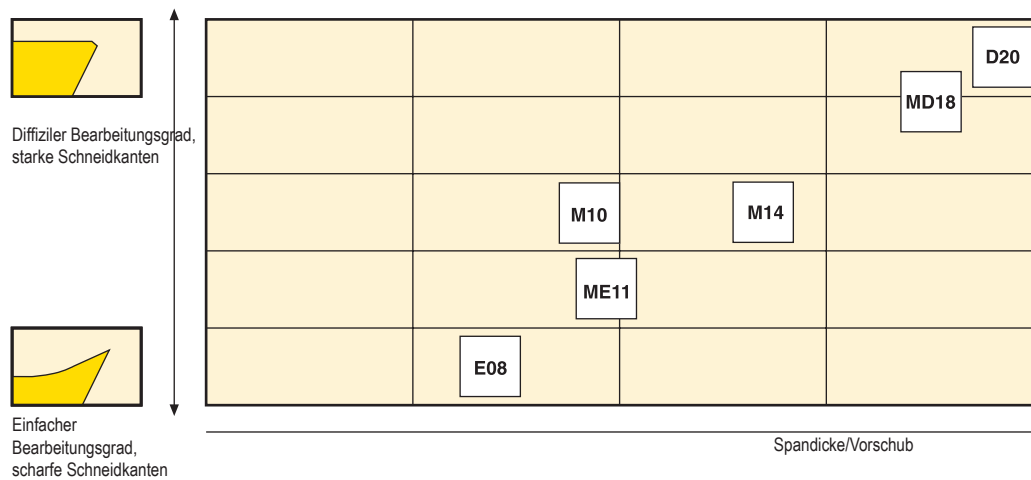 D20
MD18
Diffiziler Bearbeitungsgrad,
starke Schneidkanten
M10
M14
ME11
E08
Einfacher
Bearbeitungsgrad,
scharfe Schneidkanten
Spandicke/Vorschub